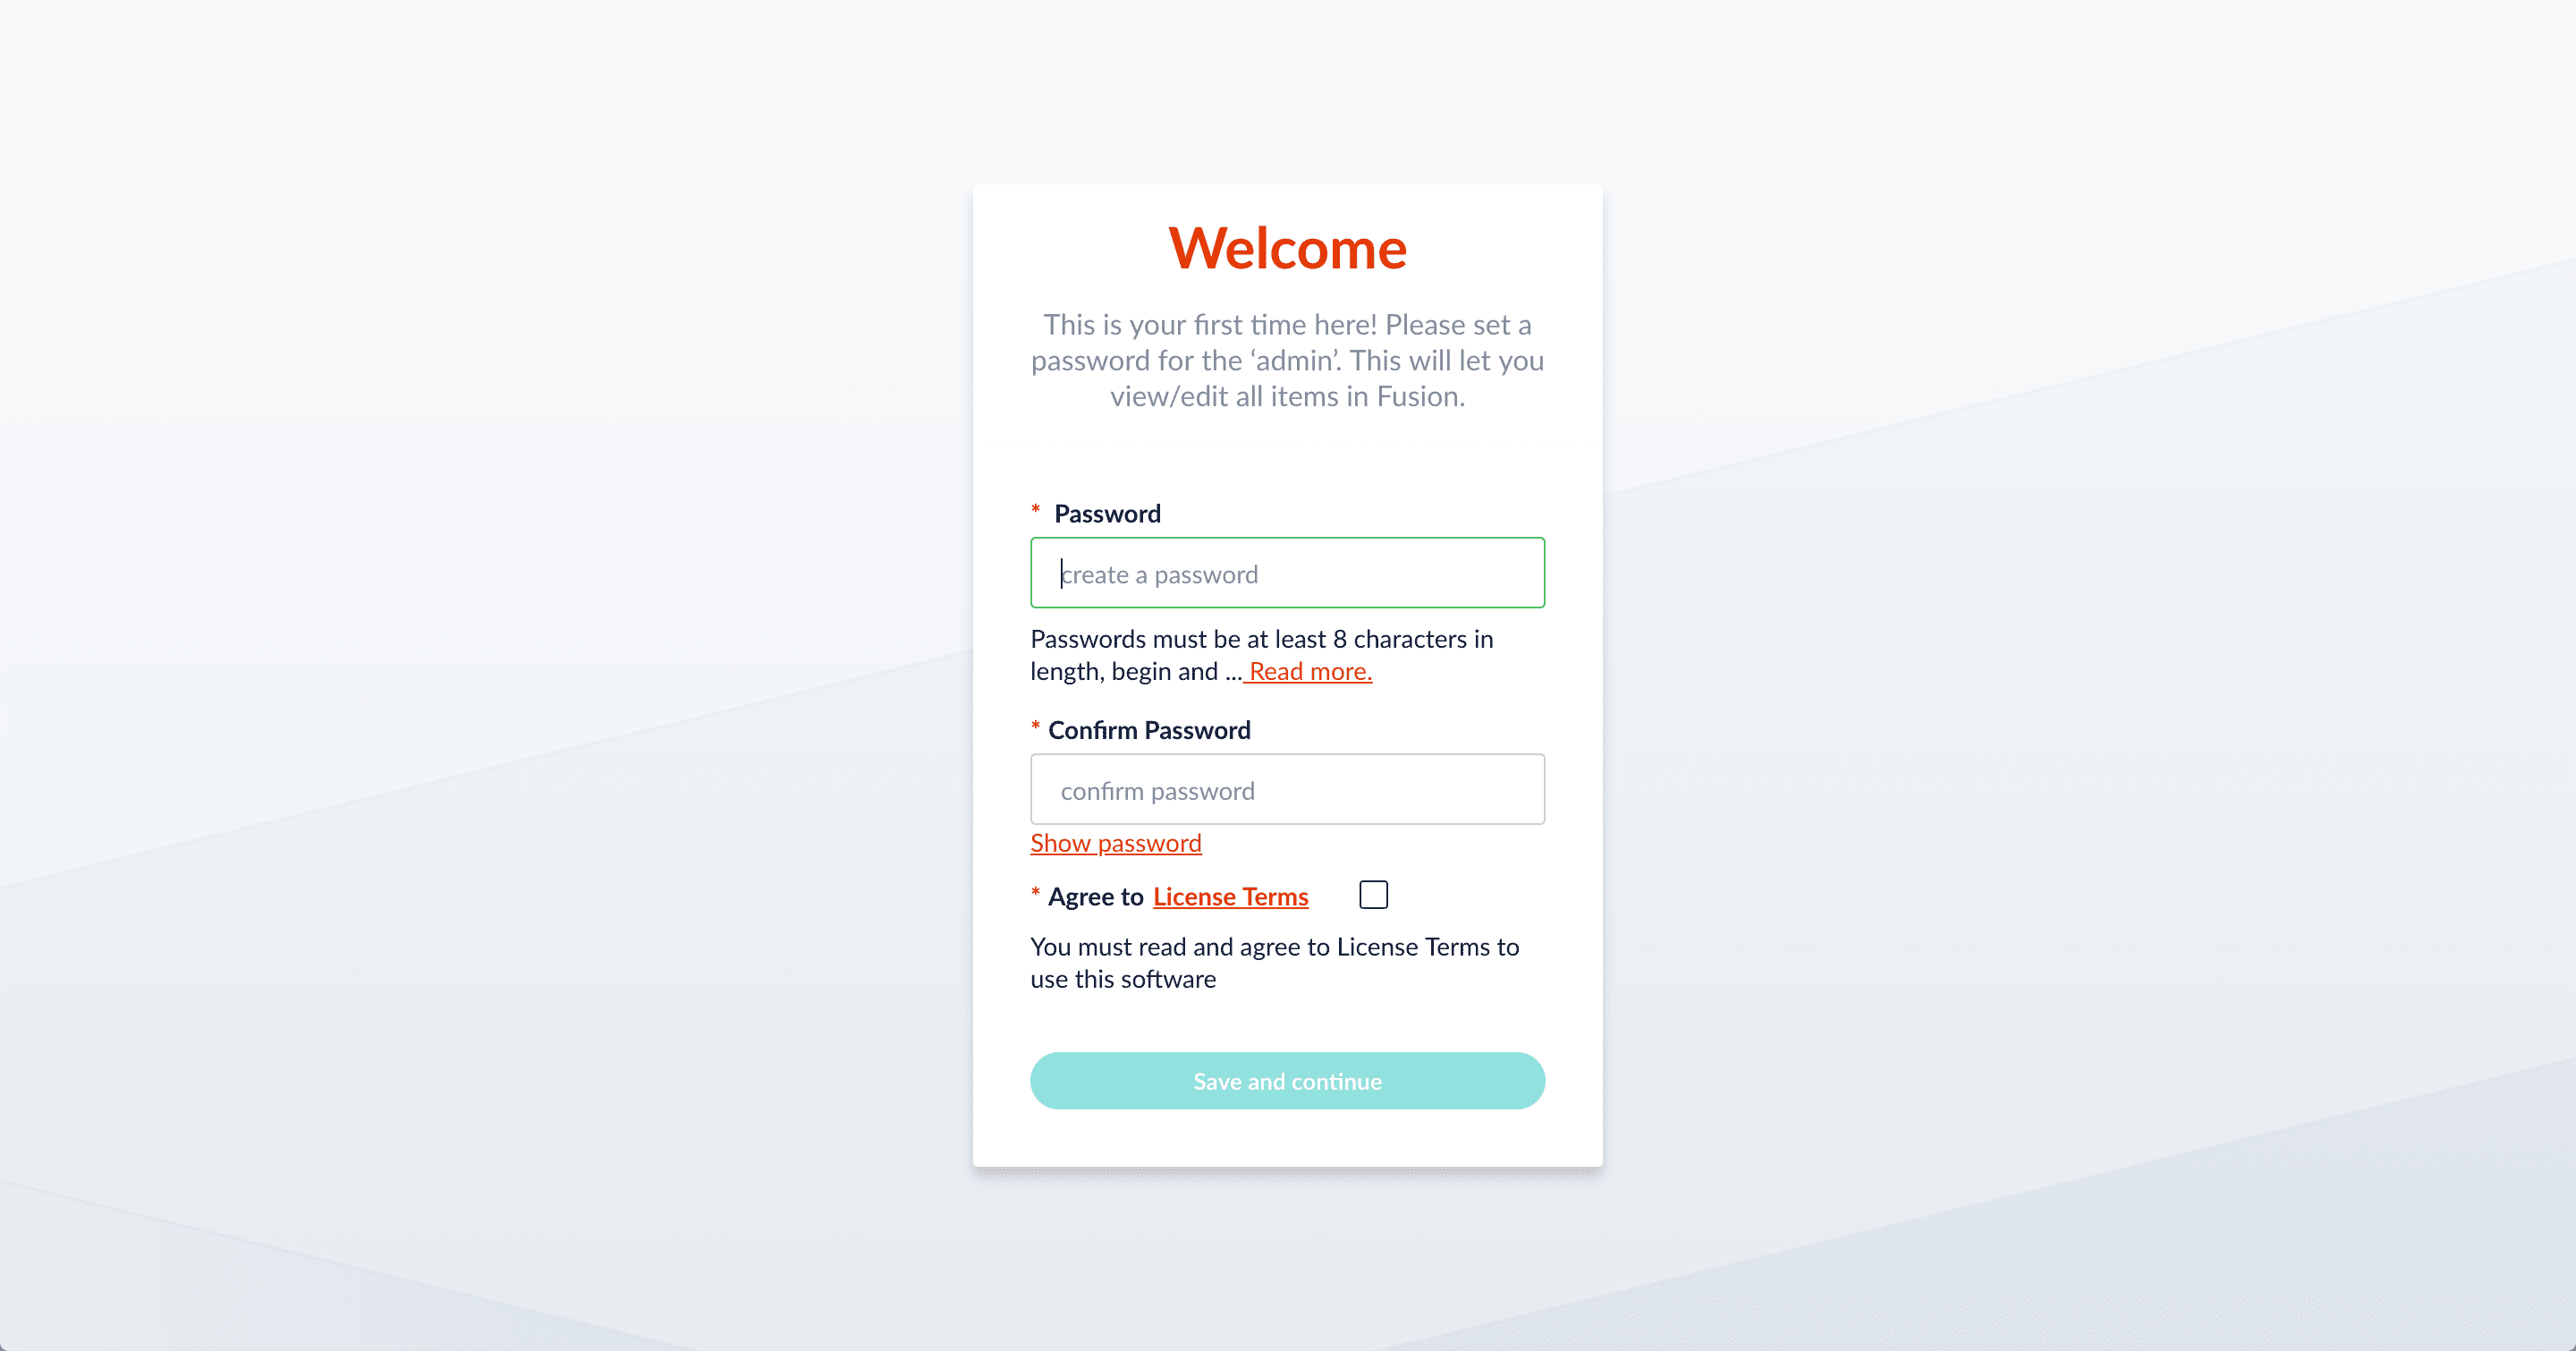 Welcome
This is your first time here! Please set a
password for the ‘admin’. This will let you
view/edit all items in Fusion.
* Password
create a password
Passwords must be at least 8 characters in
length, begin and ... Read more.
* Confirm Password
confirm password
Show password
* Agree to License Terms
You must read and agree to License Terms to
use this software
Save and continue